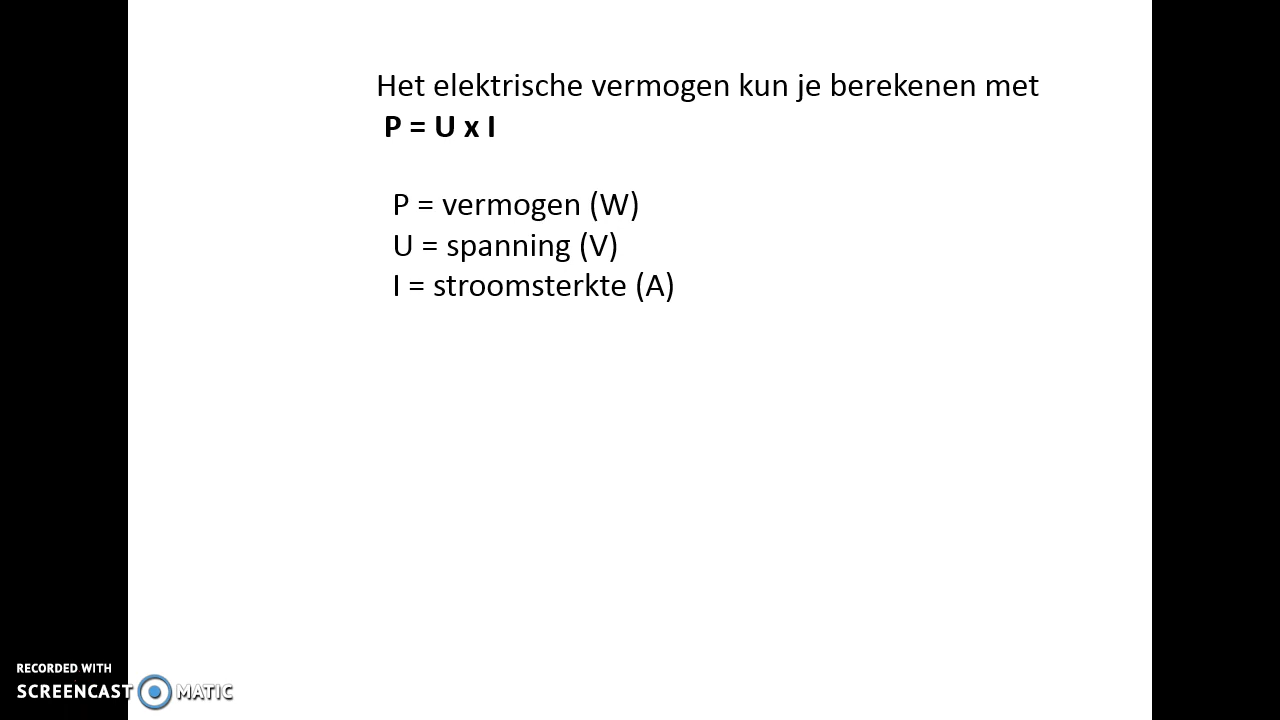 Het elektrische vermogen kun je berekenen met
P = U x I
P = vermogen (W)
U = spanning (V)
I = stroomsterkte (A)
RECORDED WITH
SCREENCAST MATIC